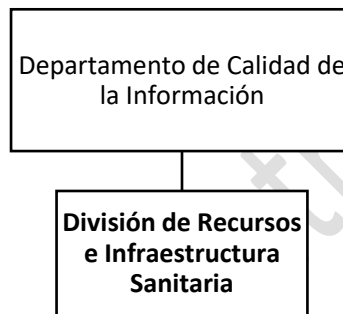 Departamento de Calidad de
la Información
División de Recursos
e Infraestructura
Sanitaria